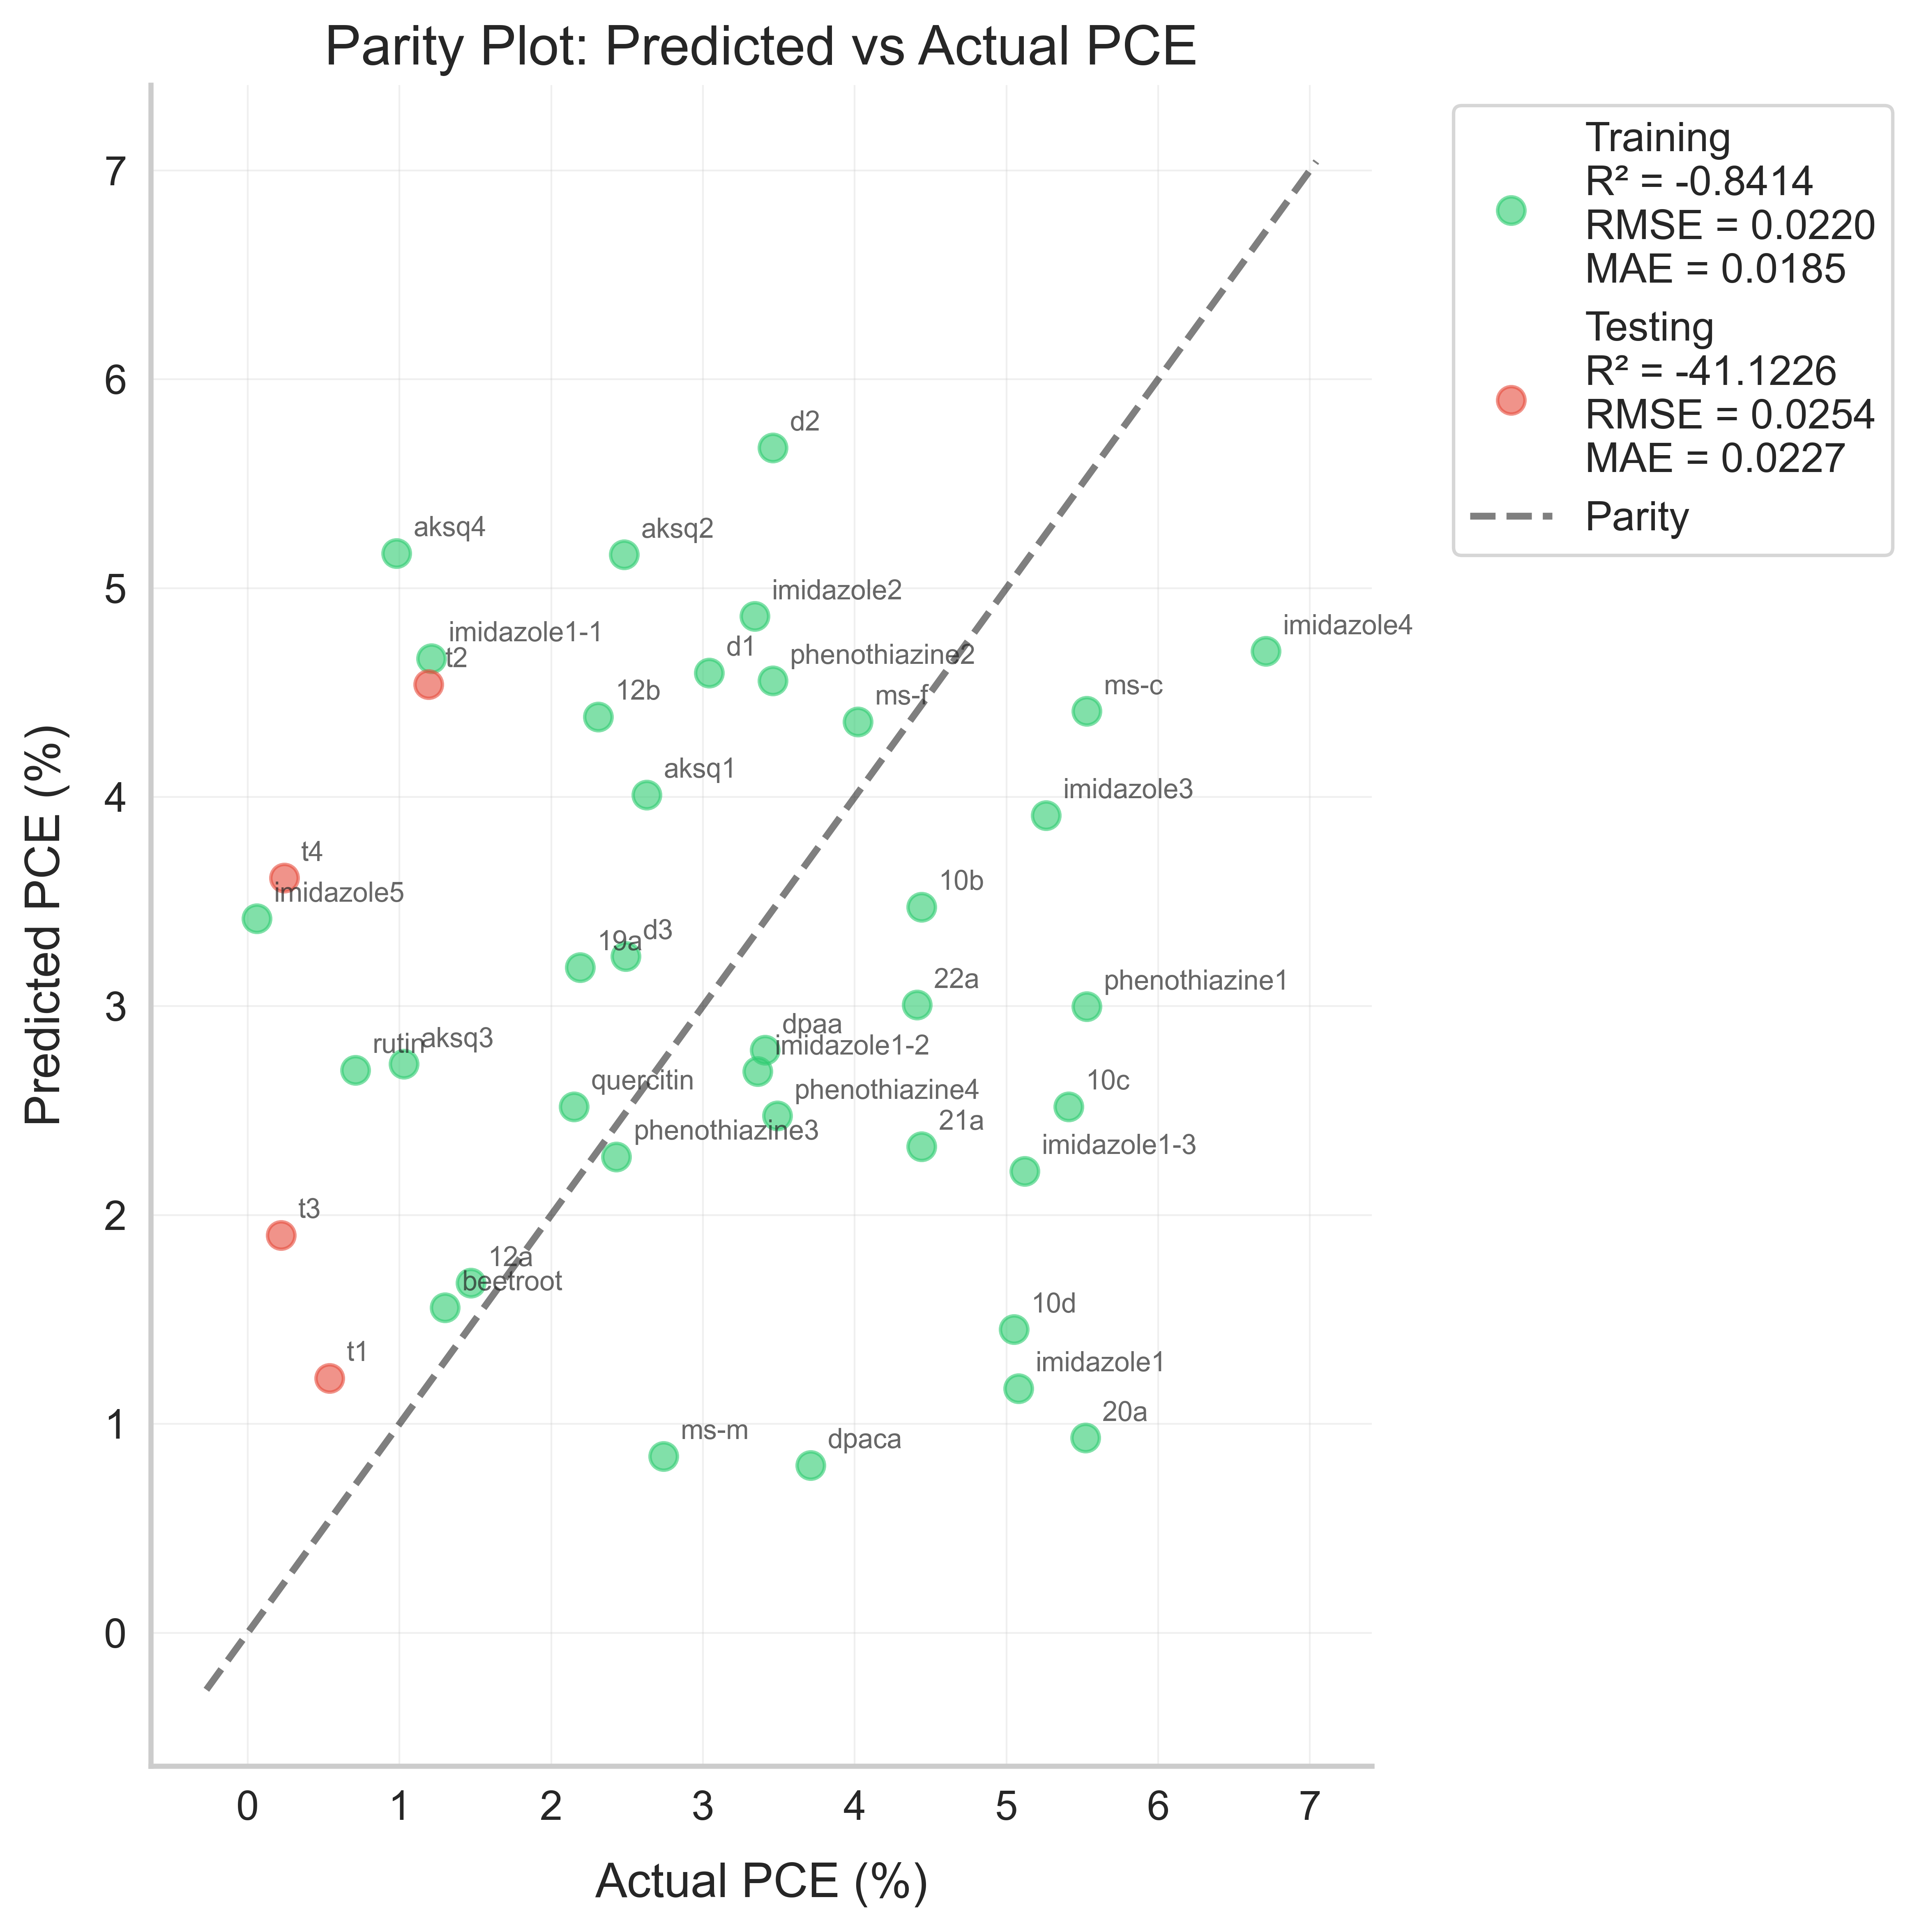 Parity Plot: Predicted vs Actual PCE
Training
R² = -0.8414
RMSE = 0.0220
MAE = 0.0185
Testing
R² = -41.1226
RMSE = 0.0254
MAE = 0.0227
Parity
Predicted PCE (%)
7
6
5
4
3
2
1
0
d2
aksq4
aksq2
imidazole2
imidazole1-1
t2
d1
phenothiazine2
imidazole4
12b
ms-f
ms-c
aksq1
imidazole3
t4
imidazole5
10b
19a
d3
22a
phenothiazine1
rutin
aksq3
dpaa
imidazole1-2
quercitin
phenothiazine4
10c
phenothiazine3
21a
imidazole1-3
t3
12a
beetroot
10d
t1
imidazole1
20a
ms-m
dpaca
0 1 2 3 4 5 6 7
Actual PCE (%)